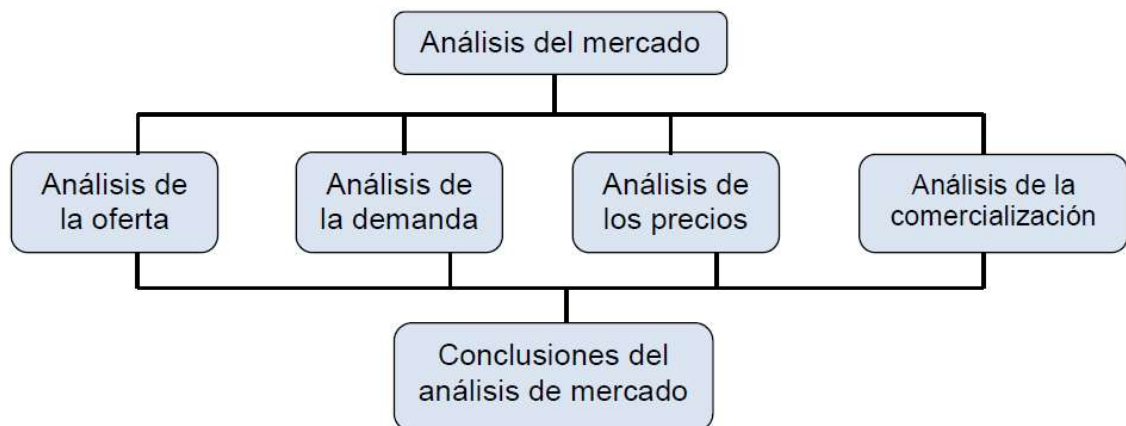 Análisis del mercado
Análisis de
la oferta
Análisis de
la demanda
Análisis de
los precios
Análisis de la
comercialización
Conclusiones del
análisis de mercado